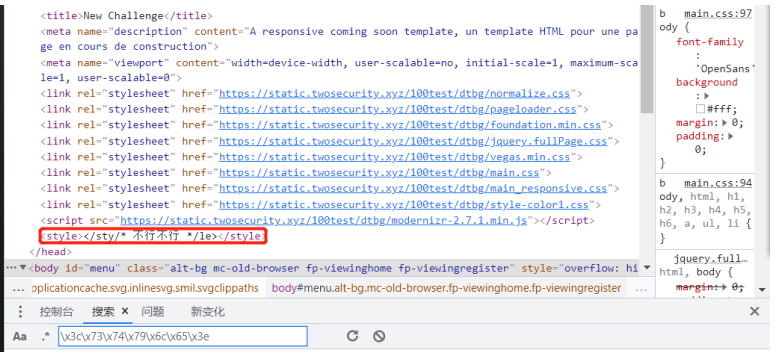 <title>New Challenge</title>
<meta name="description" content="A responsive coming soon template, un template HTML pour une pa
ge en cours de construction">
<meta name="viewport" content="width=device-width, user-scalable=no, initial-scale=1, maximum-sca
le=1, user-scalable=0">
<link rel="stylesheet" href="https://static.twosecurity.xyz/100test/dtbg/normalize.css">
<link rel="stylesheet" href="https://static.twosecurity.xyz/100test/dtbg/pageloader.css">
<link rel="stylesheet" href="https://static.twosecurity.xyz/100test/dtbg/foundation.min.css">
<link rel="stylesheet" href="https://static.twosecurity.xyz/100test/dtbg/jquery.fullPage.css">
<link rel="stylesheet" href="https://static.twosecurity.xyz/100test/dtbg/vegas.min.css">
<link rel="stylesheet" href="https://static.twosecurity.xyz/100test/dtbg/main.css">
<link rel="stylesheet" href="https://static.twosecurity.xyz/100test/dtbg/main_responsive.css">
<link rel="stylesheet" href="https://static.twosecurity.xyz/100test/dtbg/style-color1.css">
<script src="https://static.twosecurity.xyz/100test/dtbg/modernizr-2.7.1.min.js"></script>
<style></sty/* 不行不行 */le></style>
</head>
<body id="menu" class="alt-bg mc-old-browser fp-viewinghome fp-viewingregister" style="overflow: hi
... pplicationcache.svg.inlinesvg.smil.svgclippaths body#menu.alt-bg.mc-old-browser.fp-viewinghome.fp-viewingregister ...
b main.css:97
ody {
font-family
:
'OpenSans'
background
:
#fff;
margin: 0;
padding:
0;
}
b main.css:94
ody, html, h1,
h2, h3, h4, h5,
h6, a, ul, li {
}
jquery.full…
html, body {
margin: 0;
控制台 搜索 × 问题 新变化
Aa .* \x3c\x73\x74\x79\x6c\x65\x3e